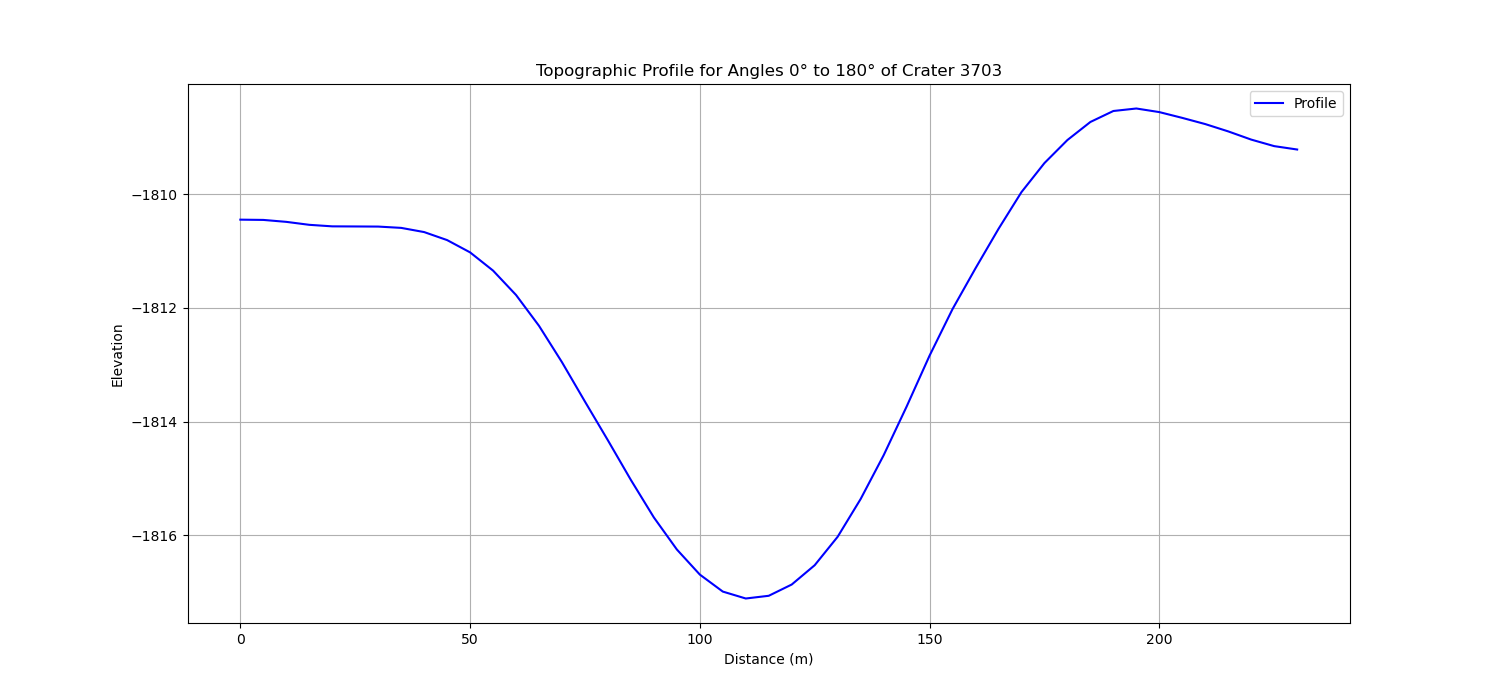 Topographic Profile for Angles 0° to 180° of Crater 3703
Profile
−1810
−1812
−1814
−1816
Elevation
0 50 100 150 200
Distance (m)